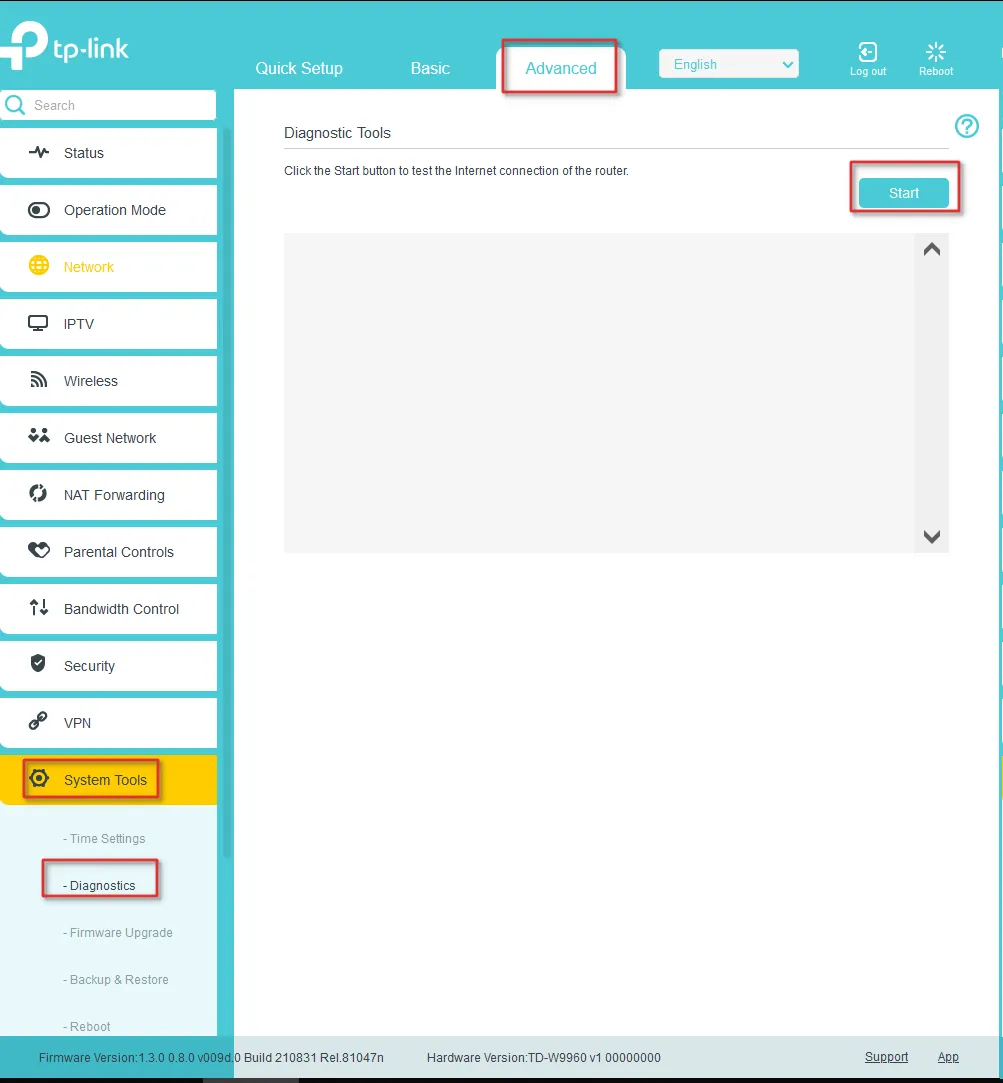 tp-link
Quick Setup
Basic
Advanced
English
Log out
Reboot
Search
Status
Operation Mode
Network
IPTV
Wireless
Guest Network
NAT Forwarding
Parental Controls
Bandwidth Control
Security
VPN
System Tools
- Time Settings
- Diagnostics
- Firmware Upgrade
- Backup & Restore
- Reboot
Diagnostic Tools
?
Click the Start button to test the Internet connection of the router.
Start
Firmware Version:1.3.0 0.8.0 v009d.0 Build 210831 Rel.81047n
Hardware Version:TD-W9960 v1 00000000
Support
App